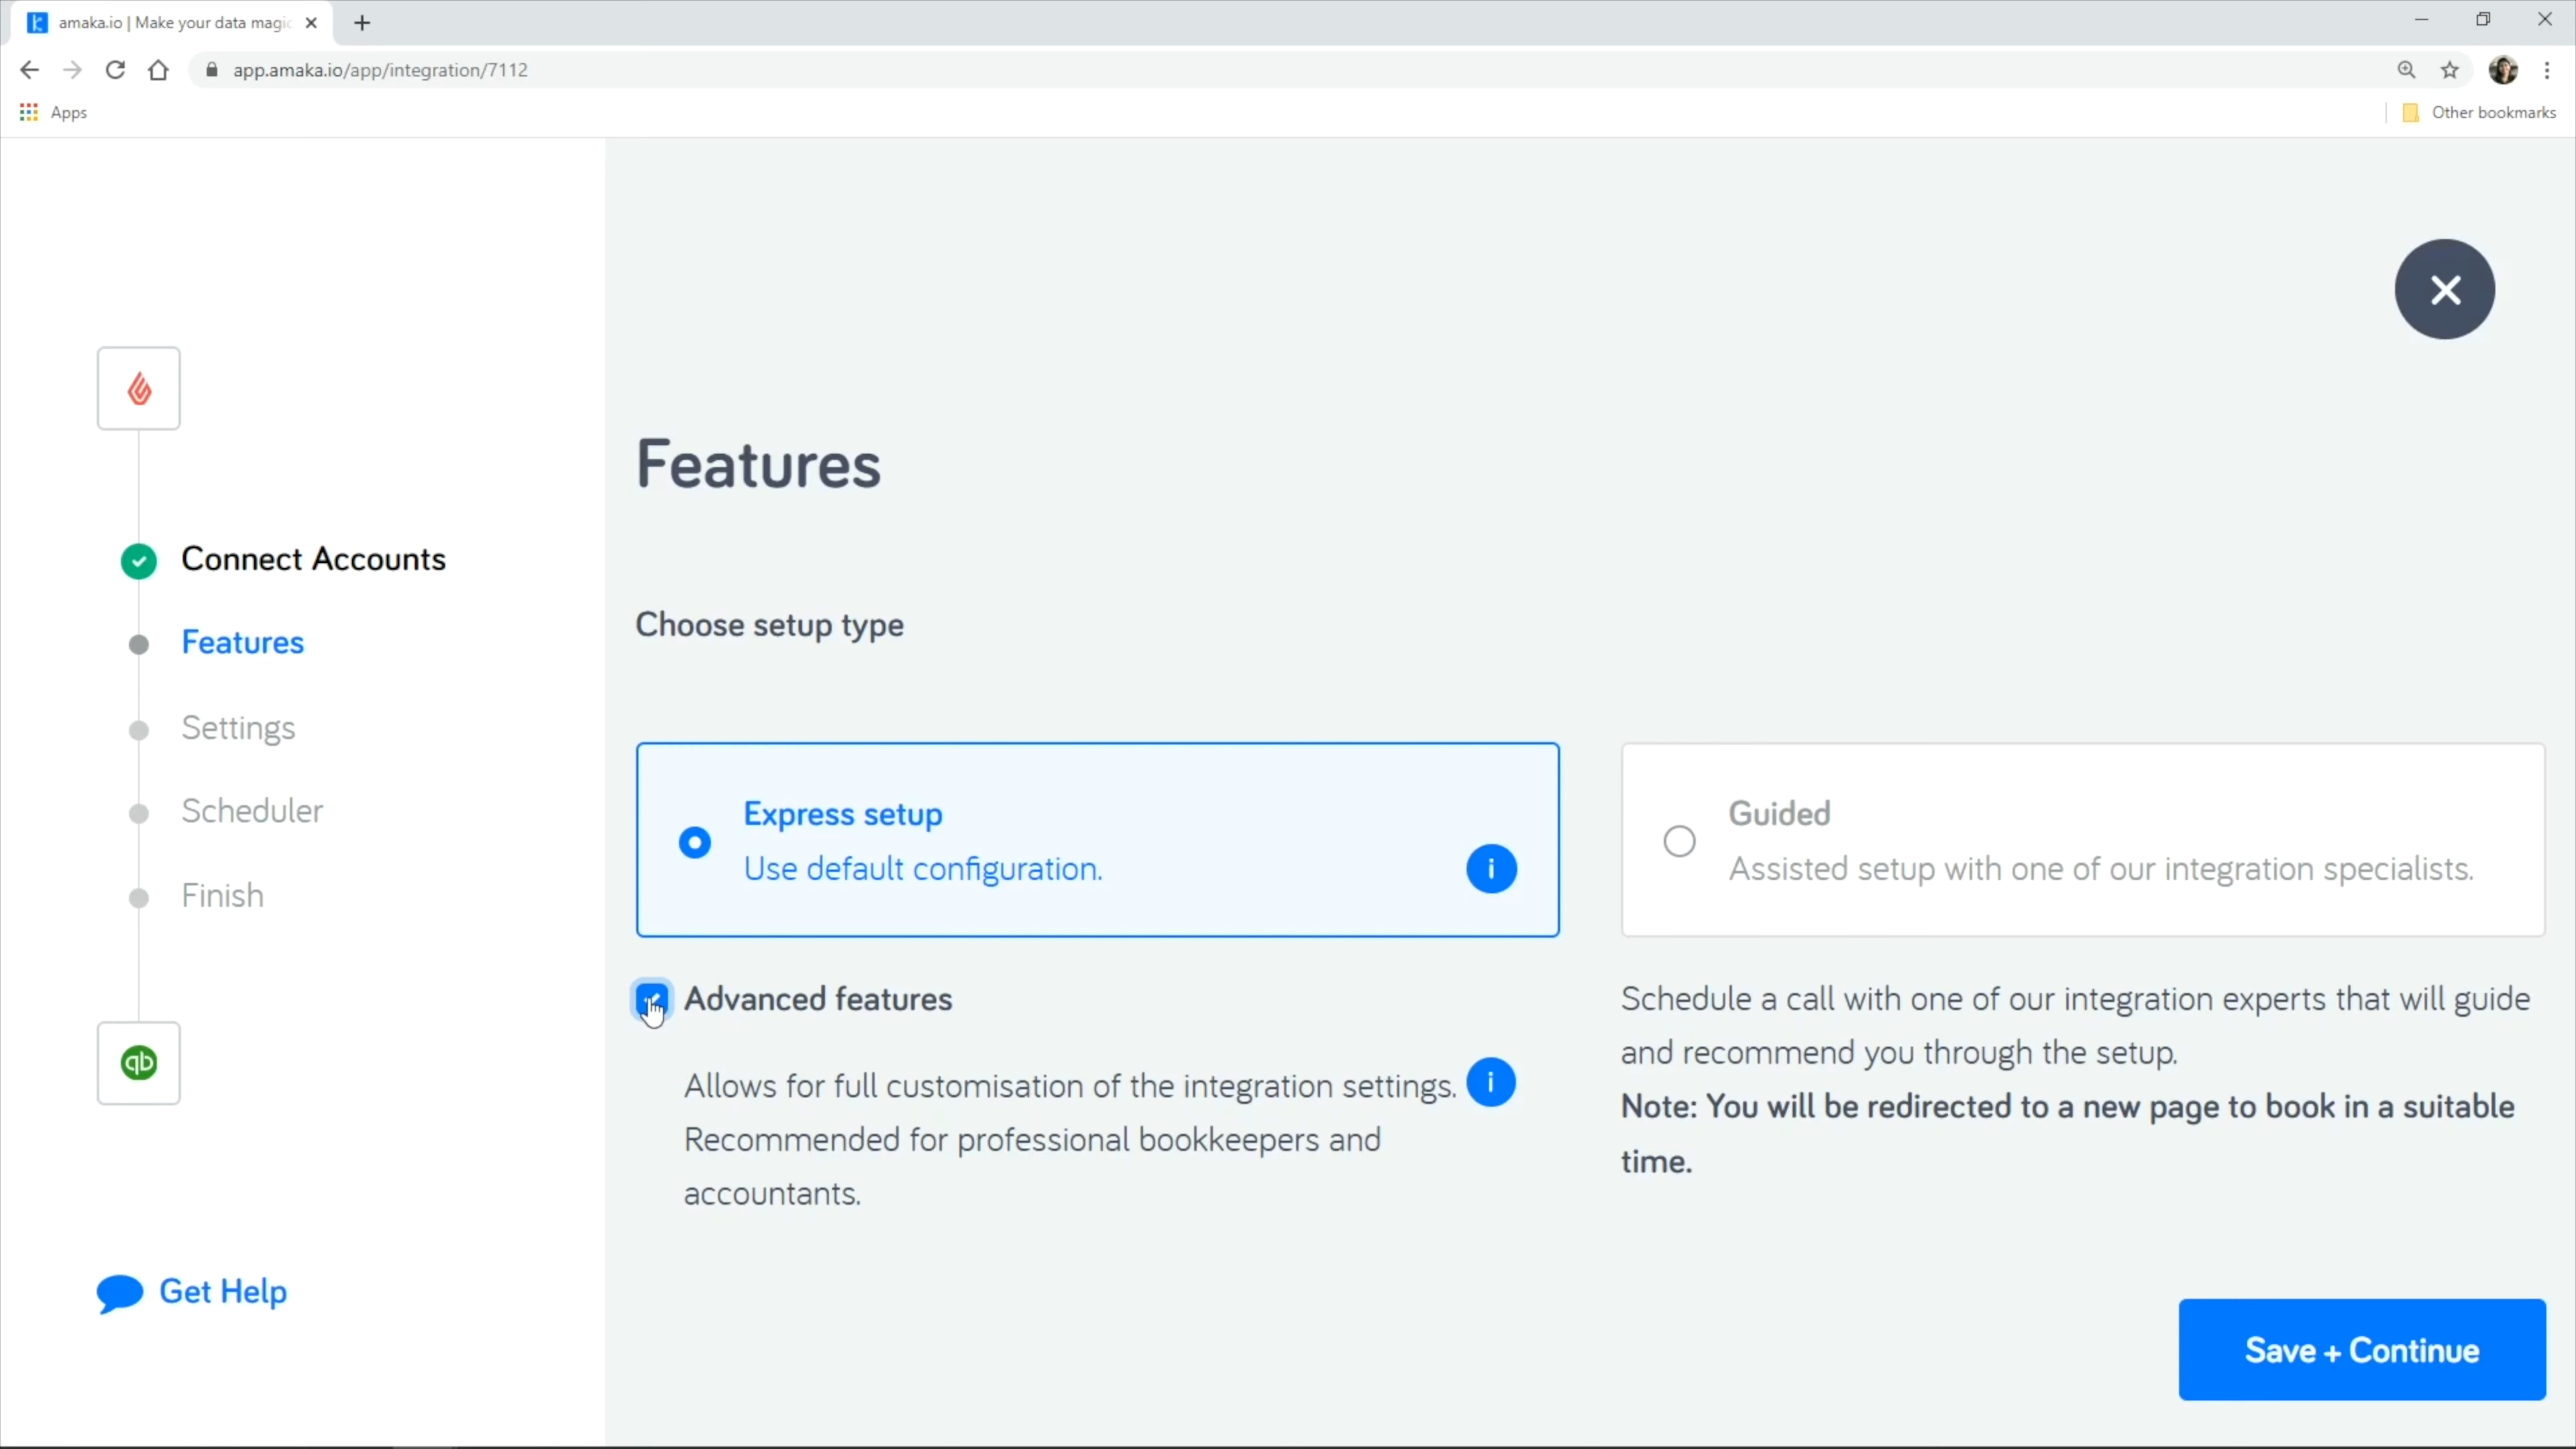 amaka.io | Make your data magic
app.amaka.io/app/integration/7112
Apps
Other bookmarks
Connect Accounts
Features
Settings
Scheduler
Finish
qb
Get Help
Features
Choose setup type
Express setup
Use default configuration.
i
Guided
Assisted setup with one of our integration specialists.
Advanced features
Allows for full customisation of the integration settings.
i
Recommended for professional bookkeepers and
accountants.
Schedule a call with one of our integration experts that will guide
and recommend you through the setup.
Note: You will be redirected to a new page to book in a suitable
time.
Save + Continue